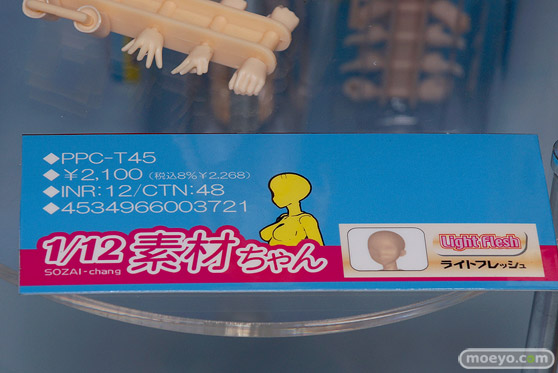 ◆PPC-T45
◆¥2,100(税込8%¥2,268)
◆INR:12/CTN:48
◆4534966003721
1/12 素材ちゃん
SOZAI-chang
Light Flesh
ライトフレッシュ
moeyo.com